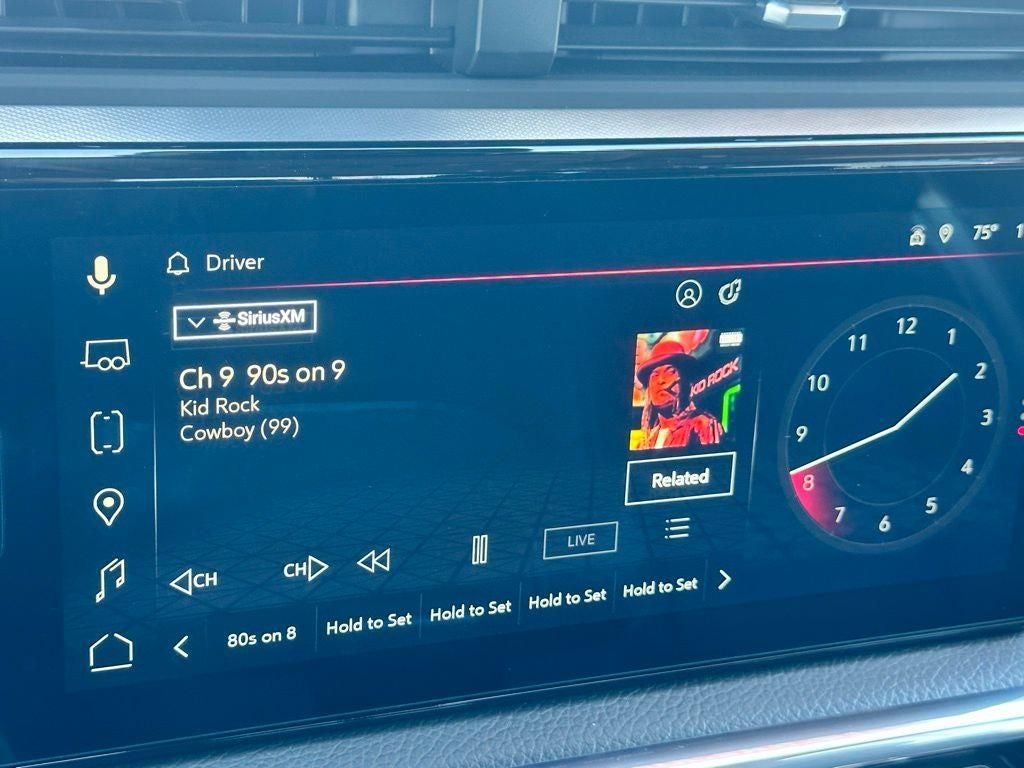 Driver
75°
SiriusXM
Ch 9 90s on 9
Kid Rock
Cowboy (99)
KID ROCK
Related
12
1
2
3
4
5
6
7
8
9
10
11
CH
CH
LIVE
80s on 8
Hold to Set
Hold to Set
Hold to Set
Hold to Set